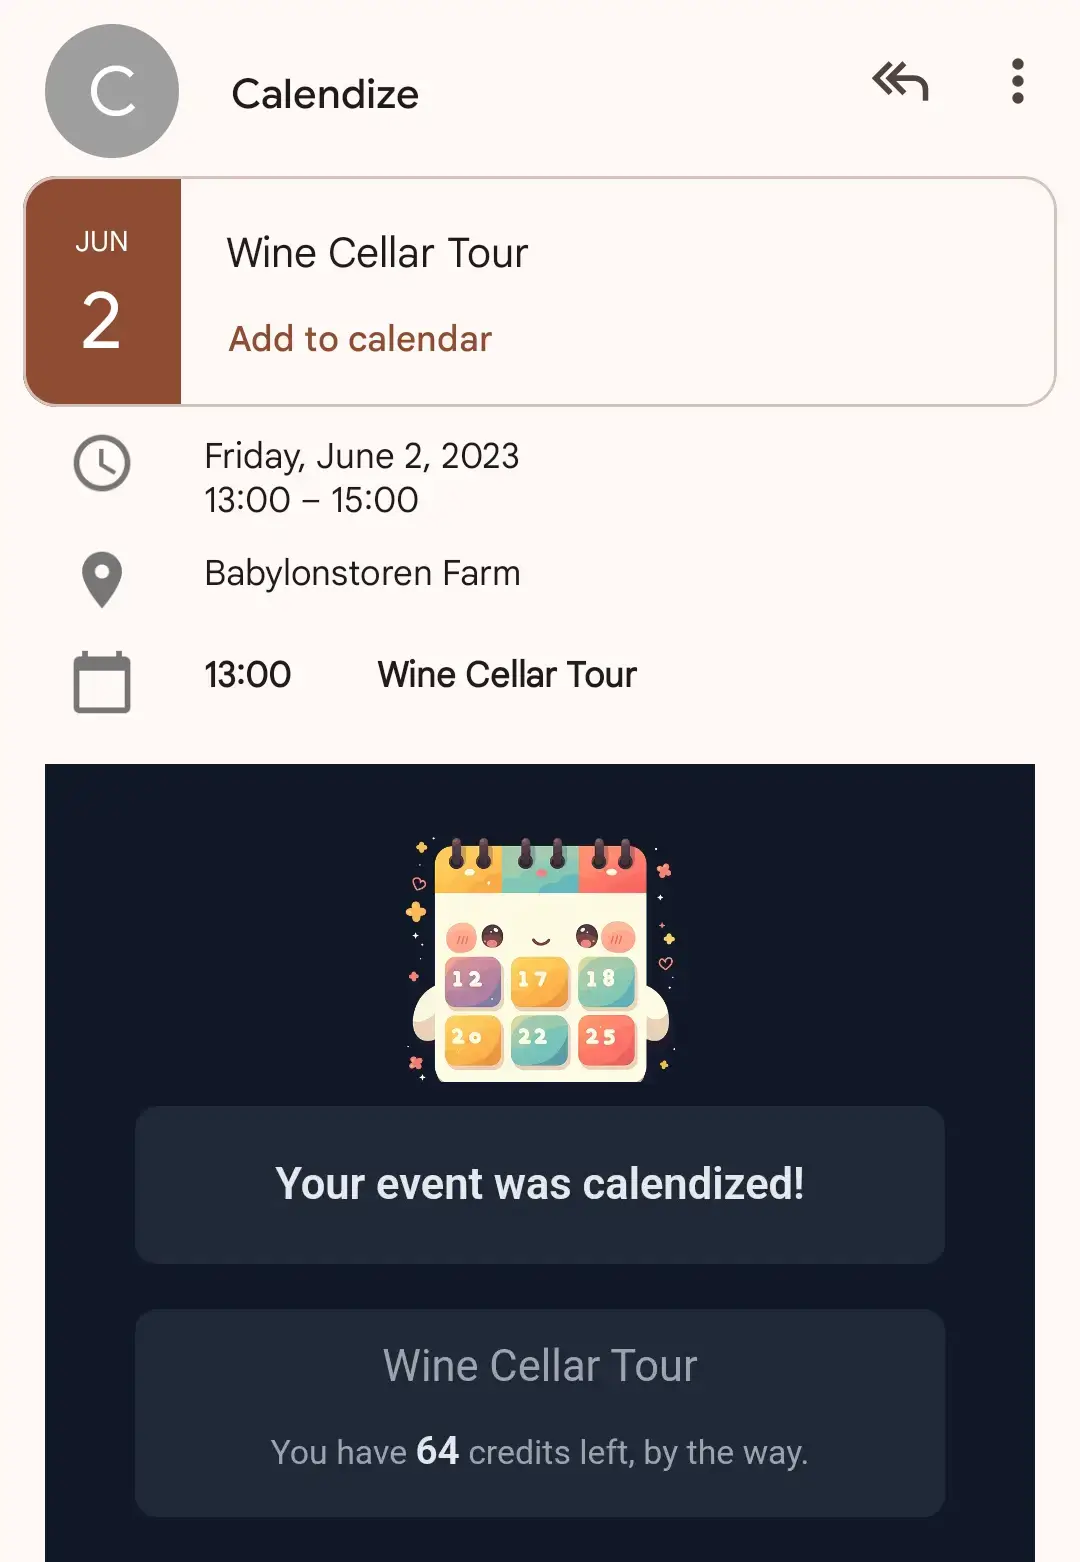 C
Calendize
JUN
2
Wine Cellar Tour
Add to calendar
Friday, June 2, 2023
13:00 – 15:00
Babylonstoren Farm
13:00 Wine Cellar Tour
12 17 18
20 22 25
Your event was calendized!
Wine Cellar Tour
You have 64 credits left, by the way.